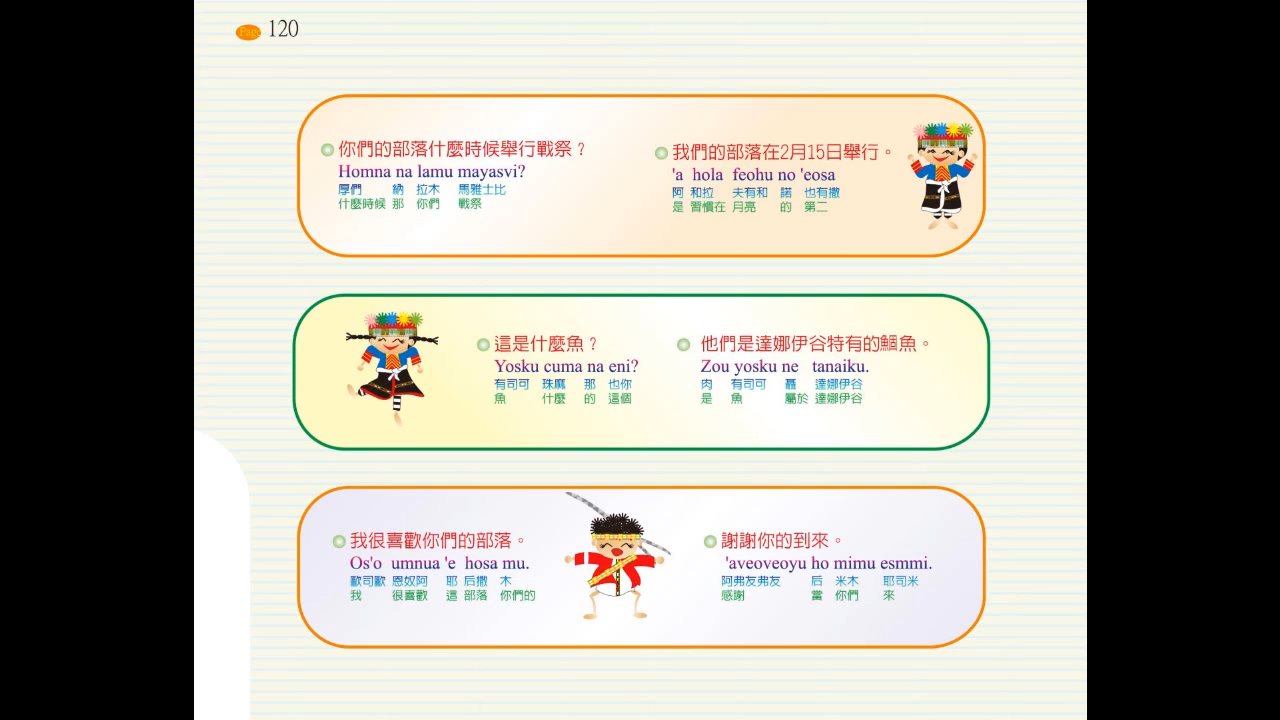 Pac 120
你們的部落什麼時候舉行戰祭？
Homna na lamu mayasvi?
厚們 納 拉木 馬雅士比
什麼時候 那 你們 戰祭
我們的部落在2月15日舉行。
'a hola feohu no 'eosa
阿 和拉 夫有和 諾 也有撒
是 習慣在 月亮 的 第二
這是什麼魚？
Yosku cuma na eni?
有司可 珠麻 那 也你
魚 什麼 的 這個
他們是達娜伊谷特有的鯝魚。
Zou yosku ne tanaiku.
肉 有司可 聶 達娜伊谷
是 魚 屬於 達娜伊谷
我很喜歡你們的部落。
Os'o umnua 'e hosa mu.
歐司歐 恩奴阿 耶 后撒 木
我 很喜歡 這 部落 你們的
謝謝你的到來。
'aveoveoyu ho mimu esmmi.
阿弗友弗友 后 米木 耶司米
感謝 當 你們 來